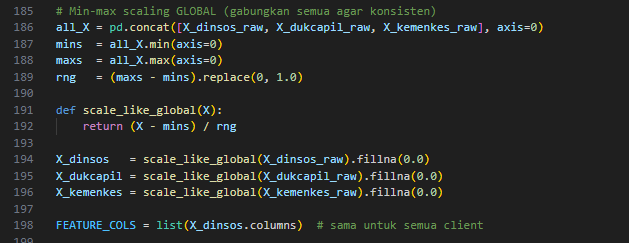 185 # Min-max scaling GLOBAL (gabungkan semua agar konsisten)
186 all_X = pd.concat([X_dinsos_raw, X_dukcapil_raw, X_kemenkes_raw], axis=0)
187 mins  = all_X.min(axis=0)
188 maxs  = all_X.max(axis=0)
189 rng   = (maxs - mins).replace(0, 1.0)
190
191 def scale_like_global(X):
192     return (X - mins) / rng
193
194 X_dinsos   = scale_like_global(X_dinsos_raw).fillna(0.0)
195 X_dukcapil = scale_like_global(X_dukcapil_raw).fillna(0.0)
196 X_kemenkes = scale_like_global(X_kemenkes_raw).fillna(0.0)
197
198 FEATURE_COLS = list(X_dinsos.columns)  # sama untuk semua client
199